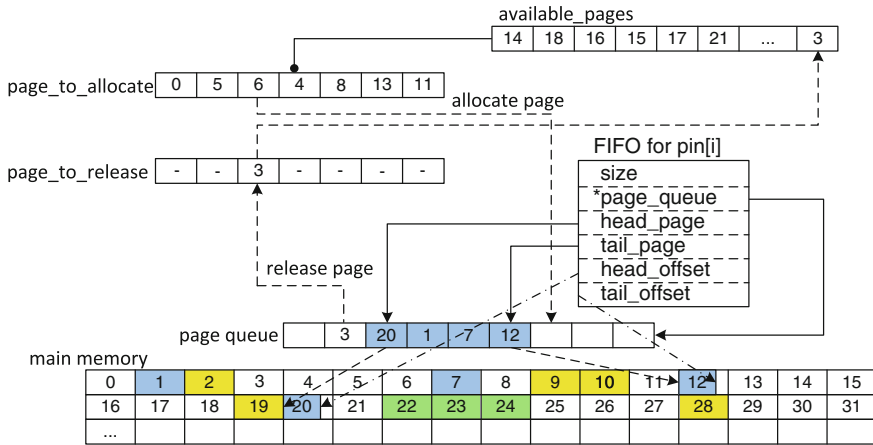 available_pages
14 18 16 15 17 21 ... 3
page_to_allocate 0 5 6 4 8 13 11
allocate page
FIFO for pin[i]
page_to_release - - 3 - - - -
size
*page_queue
head_page
tail_page
head_offset
tail_offset
release page
page queue 3 20 1 7 12
main memory
0 1 2 3 4 5 6 7 8 9 10 11 12 13 14 15
16 17 18 19 20 21 22 23 24 25 26 27 28 29 30 31
...